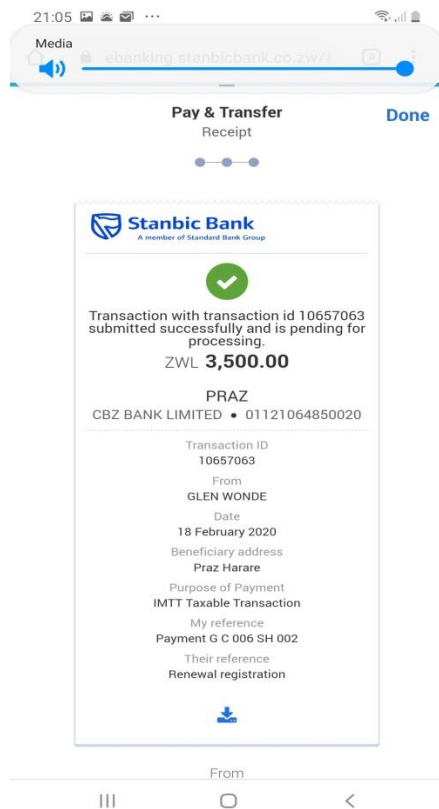 21:05
Media
ebanking.stanbicbank.co.zw/
Pay & Transfer
Done
Receipt
Stanbic Bank
A member of Standard Bank Group
Transaction with transaction id 10657063
submitted successfully and is pending for
processing.
ZWL 3,500.00
PRAZ
CBZ BANK LIMITED • 01121064850020
Transaction ID
10657063
From
GLEN WONDE
Date
18 February 2020
Beneficiary address
Praz Harare
Purpose of Payment
IMTT Taxable Transaction
My reference
Payment G C 006 SH 002
Their reference
Renewal registration
From